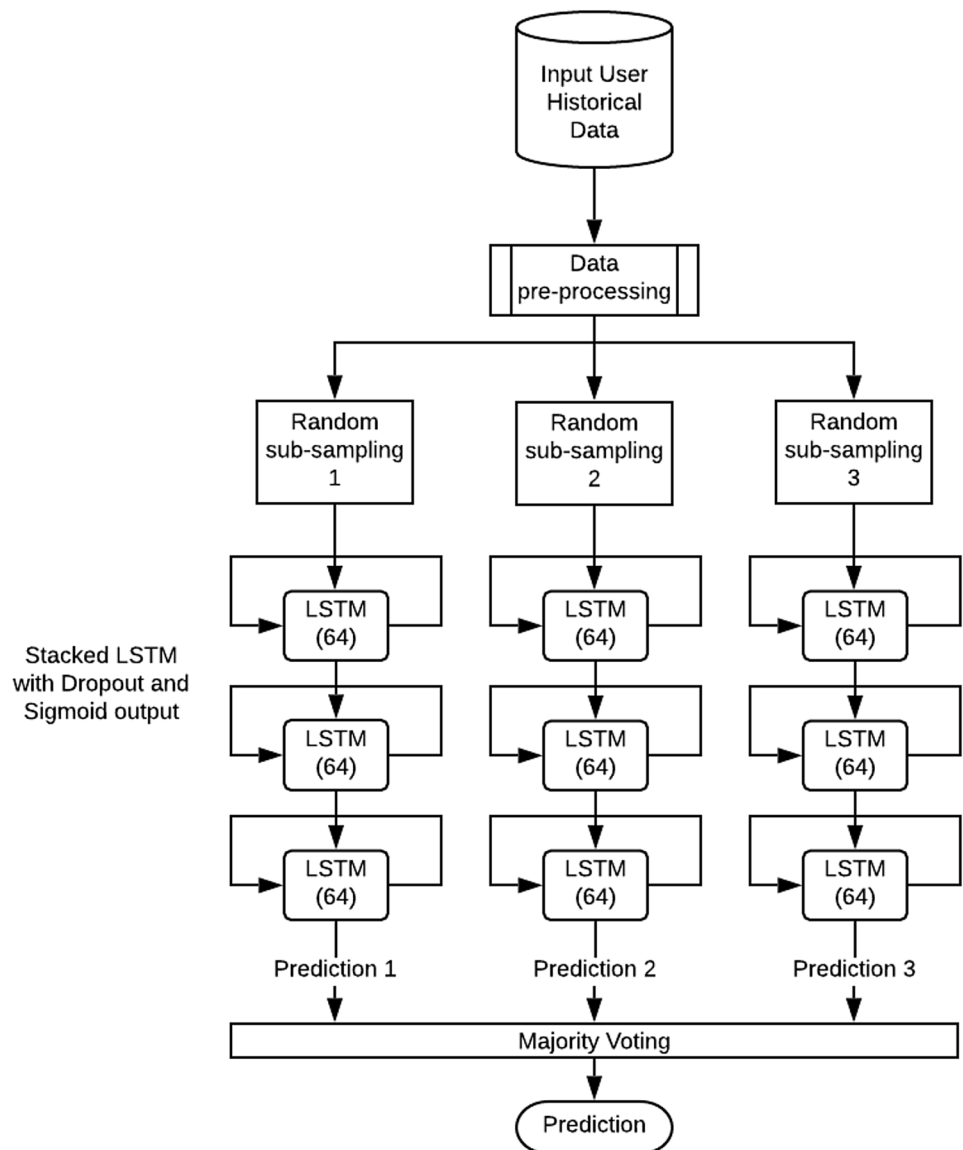 Input User
Historical
Data
Data
pre-processing
Random
sub-sampling
1
Random
sub-sampling
2
Random
sub-sampling
3
LSTM
(64)
LSTM
(64)
LSTM
(64)
Stacked LSTM
with Dropout and
Sigmoid output
LSTM
(64)
LSTM
(64)
LSTM
(64)
LSTM
(64)
LSTM
(64)
LSTM
(64)
Prediction 1
Prediction 2
Prediction 3
Majority Voting
Prediction